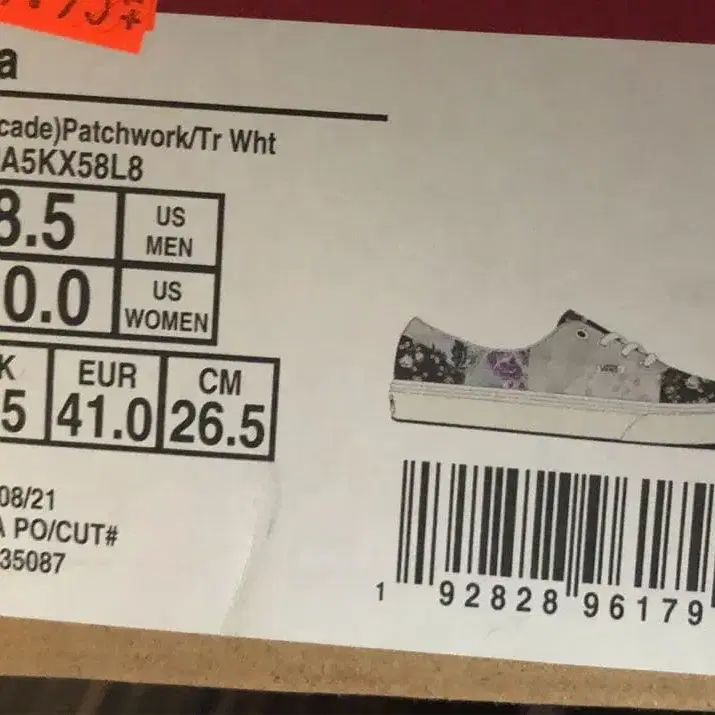 a
cade)Patchwork/Tr Wht
A5KX58L8
8.5 US MEN
0.0 US WOMEN
K EUR CM
5 41.0 26.5
08/21
A PO/CUT#
35087
VANS
1 92828 96179